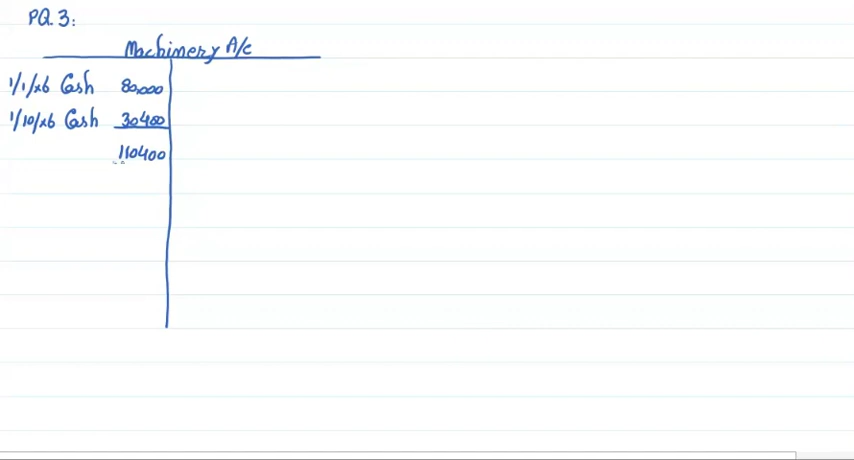 PQ. 3:
Machinery A/c
1/1/x6 Cash 80,000
1/10/x6 Cash 30400
110400